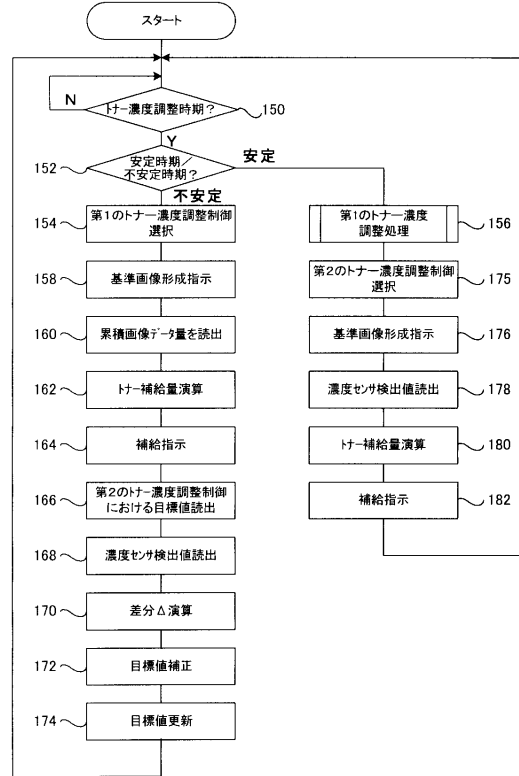 スタート
N
トナー濃度調整時期?
150
Y
152
安定時期/
不安定時期?
安定
不安定
154
第1のトナー濃度調整制御
選択
158
基準画像形成指示
160
累積画像データ量を読出
162
トナー補給量演算
164
補給指示
166
第2のトナー濃度調整制御
における目標値読出
168
濃度センサ検出値読出
170
差分Δ演算
172
目標値補正
174
目標値更新
第1のトナー濃度
調整処理
156
第2のトナー濃度調整制御
選択
175
基準画像形成指示
176
濃度センサ検出値読出
178
トナー補給量演算
180
補給指示
182